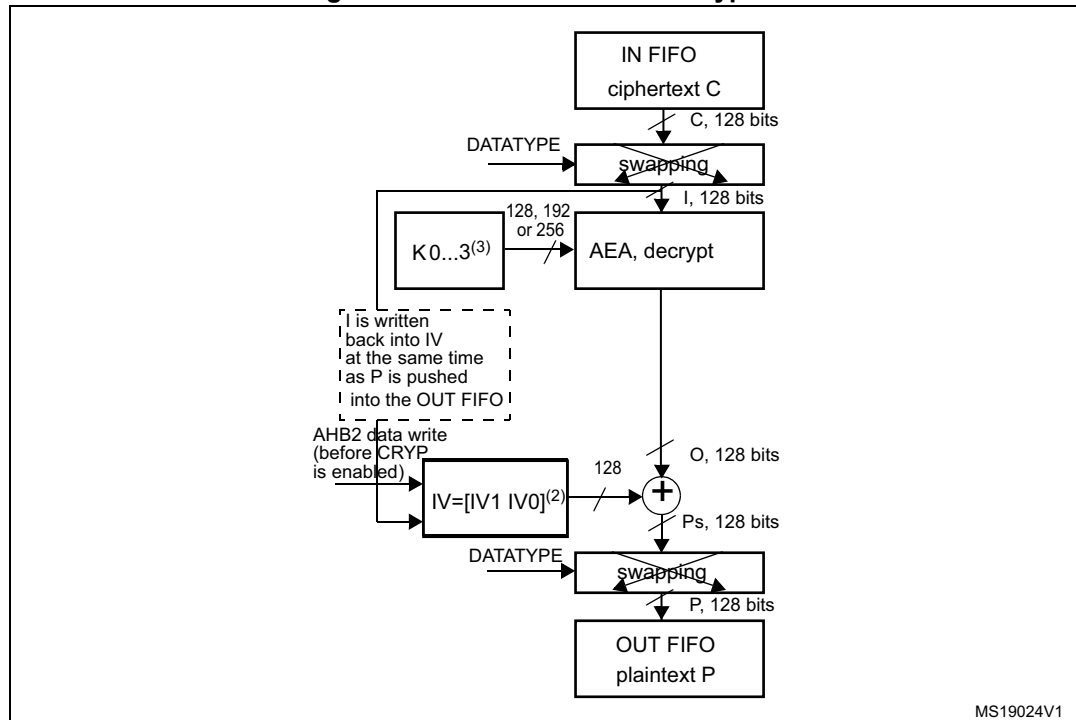 IN FIFO
ciphertext C
C, 128 bits
DATATYPE
swapping
I, 128 bits
128, 192
or 256
K 0...3(3)
AEA, decrypt
I is written
back into IV
at the same time
as P is pushed
into the OUT FIFO
AHB2 data write
(before CRYP
is enabled)
O, 128 bits
128
IV=[IV1 IV0](2)
+
Ps, 128 bits
DATATYPE
swapping
P, 128 bits
OUT FIFO
plaintext P
MS19024V1